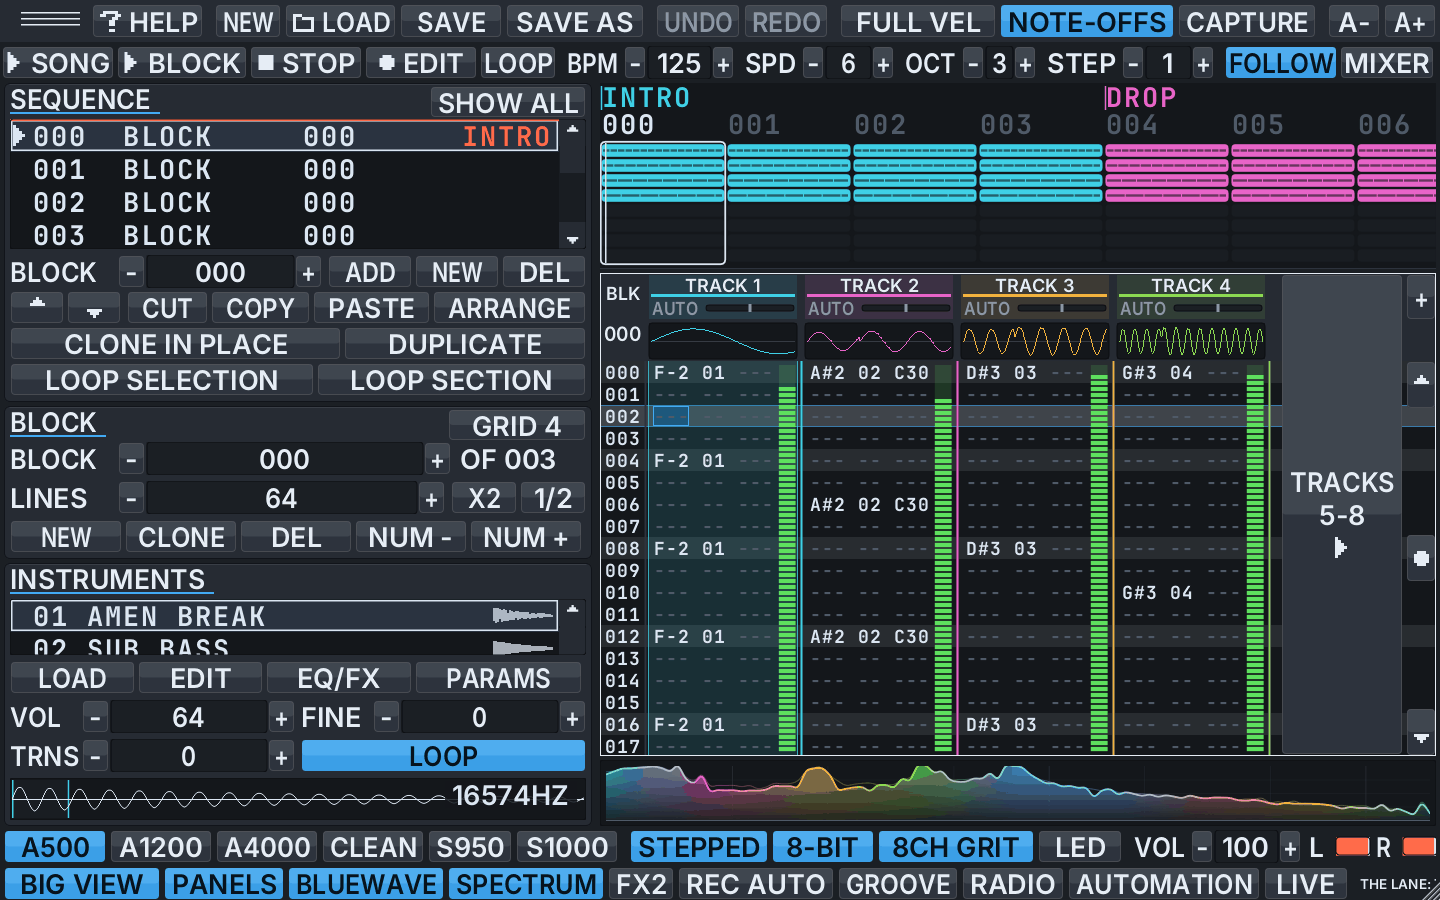 HELP NEW LOAD SAVE SAVE AS UNDO REDO FULL VEL NOTE-OFFS CAPTURE A- A+
SONG BLOCK STOP EDIT LOOP BPM - 125 + SPD - 6 + OCT - 3 + STEP - 1 + FOLLOW MIXER
SEQUENCE SHOW ALL
000 BLOCK 000 INTRO
001 BLOCK 000
002 BLOCK 000
003 BLOCK 000
BLOCK - 000 + ADD NEW DEL
CUT COPY PASTE ARRANGE
CLONE IN PLACE DUPLICATE
LOOP SELECTION LOOP SECTION
BLOCK GRID 4
BLOCK - 000 + OF 003
LINES - 64 + X2 1/2
NEW CLONE DEL NUM - NUM +
INSTRUMENTS
01 AMEN BREAK
02 SUB BASS
LOAD EDIT EQ/FX PARAMS
VOL - 64 + FINE - 0 +
TRNS - 0 + LOOP
16574HZ
INTRO DROP
000 001 002 003 004 005 006
BLK TRACK 1 TRACK 2 TRACK 3 TRACK 4 +
AUTO AUTO AUTO AUTO
000
000 F-2 01 --- A#2 02 C30 D#3 03 --- G#3 04 ---
001 --- -- --- --- -- --- --- -- --- --- -- ---
002 --- -- --- --- -- --- --- -- --- --- -- ---
003 --- -- --- --- -- --- --- -- --- --- -- ---
004 F-2 01 --- --- -- --- --- -- --- --- -- ---
005 --- -- --- --- -- --- --- -- --- --- -- ---
006 --- -- --- A#2 02 C30 --- -- --- --- -- ---
007 --- -- --- --- -- --- --- -- --- --- -- ---
008 F-2 01 --- --- -- --- D#3 03 --- --- -- ---
009 --- -- --- --- -- --- --- -- --- --- -- ---
010 --- -- --- --- -- --- --- -- --- G#3 04 ---
011 --- -- --- --- -- --- --- -- --- --- -- ---
012 F-2 01 --- A#2 02 C30 --- -- --- --- -- ---
013 --- -- --- --- -- --- --- -- --- --- -- ---
014 --- -- --- --- -- --- --- -- --- --- -- ---
015 --- -- --- --- -- --- --- -- --- --- -- ---
016 F-2 01 --- --- -- --- D#3 03 --- --- -- ---
017 --- -- --- --- -- --- --- -- --- --- -- ---
TRACKS
5-8
A500 A1200 A4000 CLEAN S950 S1000 STEPPED 8-BIT 8CH GRIT LED VOL - 100 + L R
BIG VIEW PANELS BLUEWAVE SPECTRUM FX2 REC AUTO GROOVE RADIO AUTOMATION LIVE THE LANE: